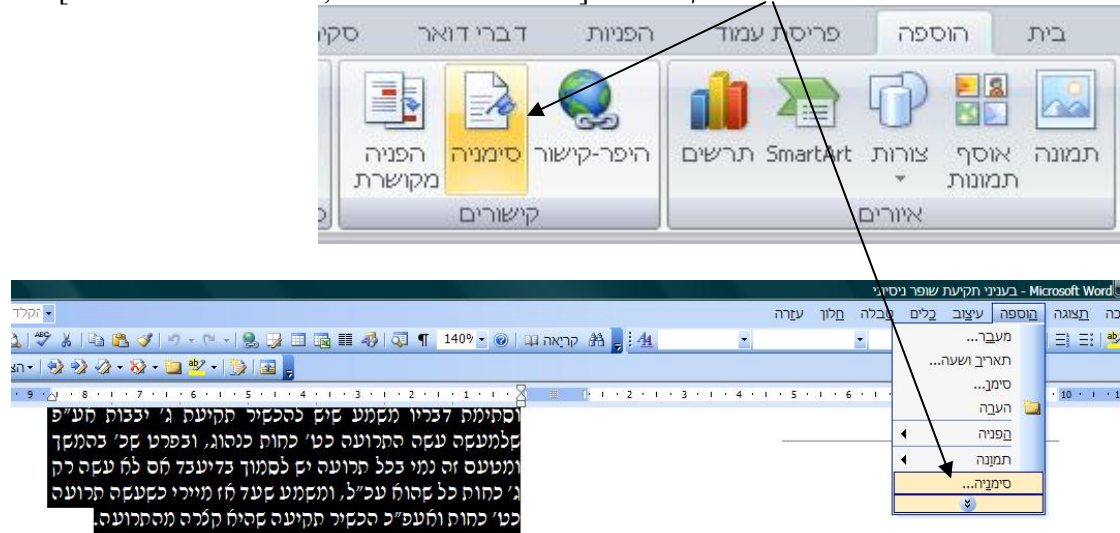 בית הוספה פריסת עמוד הפניות דברי דואר
תמונה אוסף תמונות צורות SmartArt תרשים היפר-קישור סימניה הפניה מקושרת
איורים קישורים
Microsoft Word - בעניני תקיעת שופר ניסיוני
תצוגה הוספה עיצוב כלים טבלה חלון עזרה
מעבר...
תאריך ושעה...
סימן...
הערה
הפניה
תמונה
סימניה...
140%
קריאה
וסתימת דבריו משמע שיש להכשיר תקיעת ג' יבבות חע"פ
שלמעשה עשה התרועה כט' כחות כנהוג, ובפרט שכ' בהמשך
ומטעם זה נמי בכל תרועה יש לסמוך בדיעבד אם לא עשה רק
ג' כחות כל שהוא עכ"ל, ומשמע שעד אז מיירי כשעשה תרועה
כט' כחות ואעפ"כ הכשיר תקיעה שהיא קצרה מהתרועה.